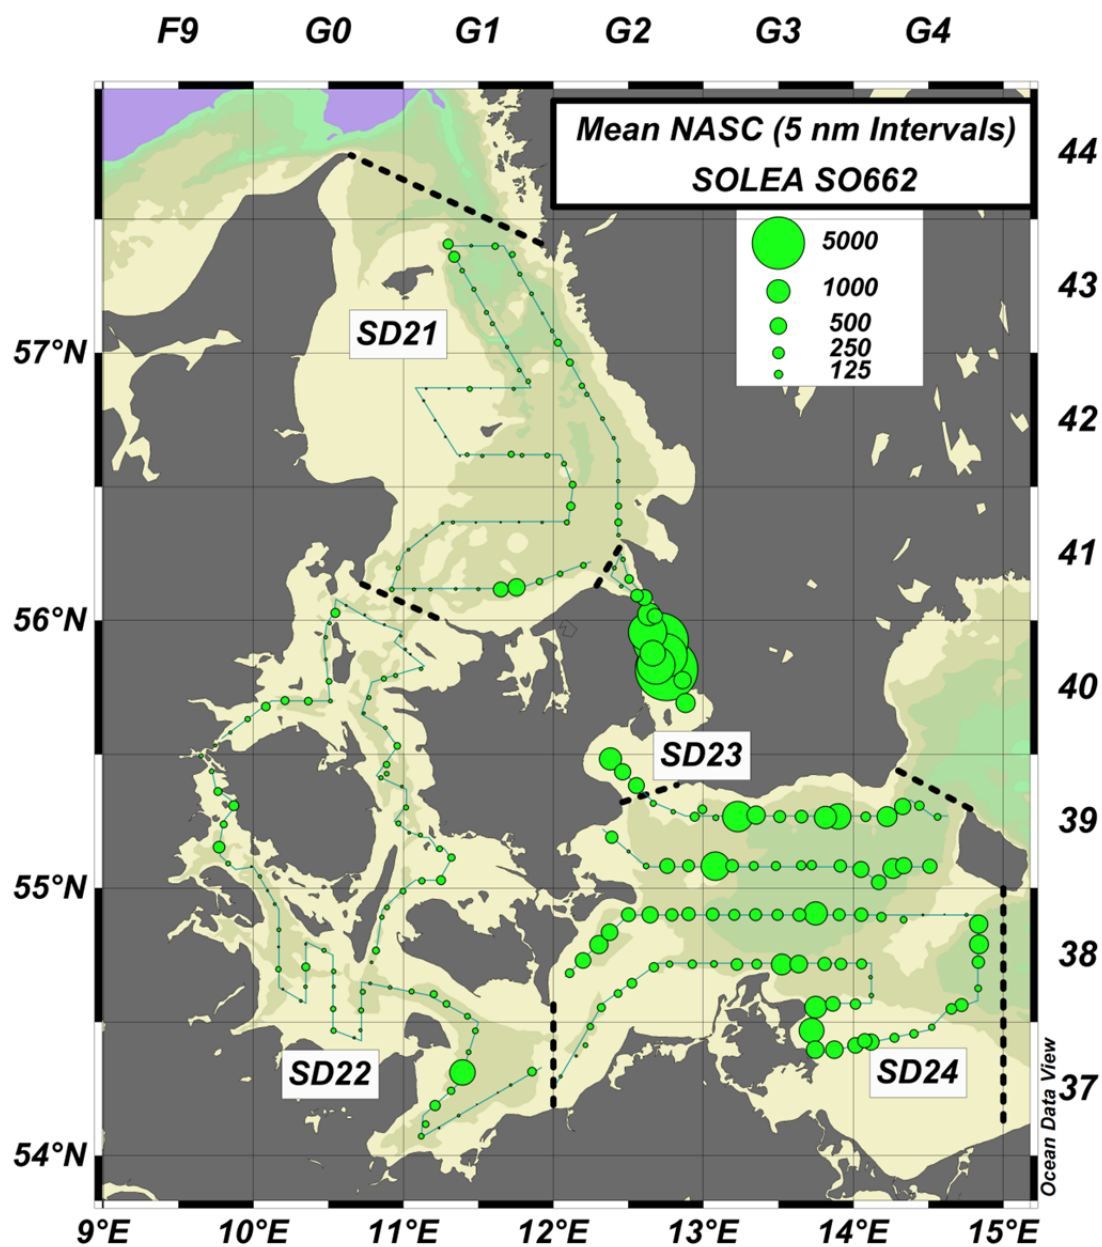 F9 G0 G1 G2 G3 G4
Mean NASC (5 nm Intervals)
SOLEA SO662
5000
1000
500
250
125
44
43
42
41
40
39
38
37
57°N
56°N
55°N
54°N
SD21
SD23
SD22
SD24
Ocean Data View
9°E 10°E 11°E 12°E 13°E 14°E 15°E